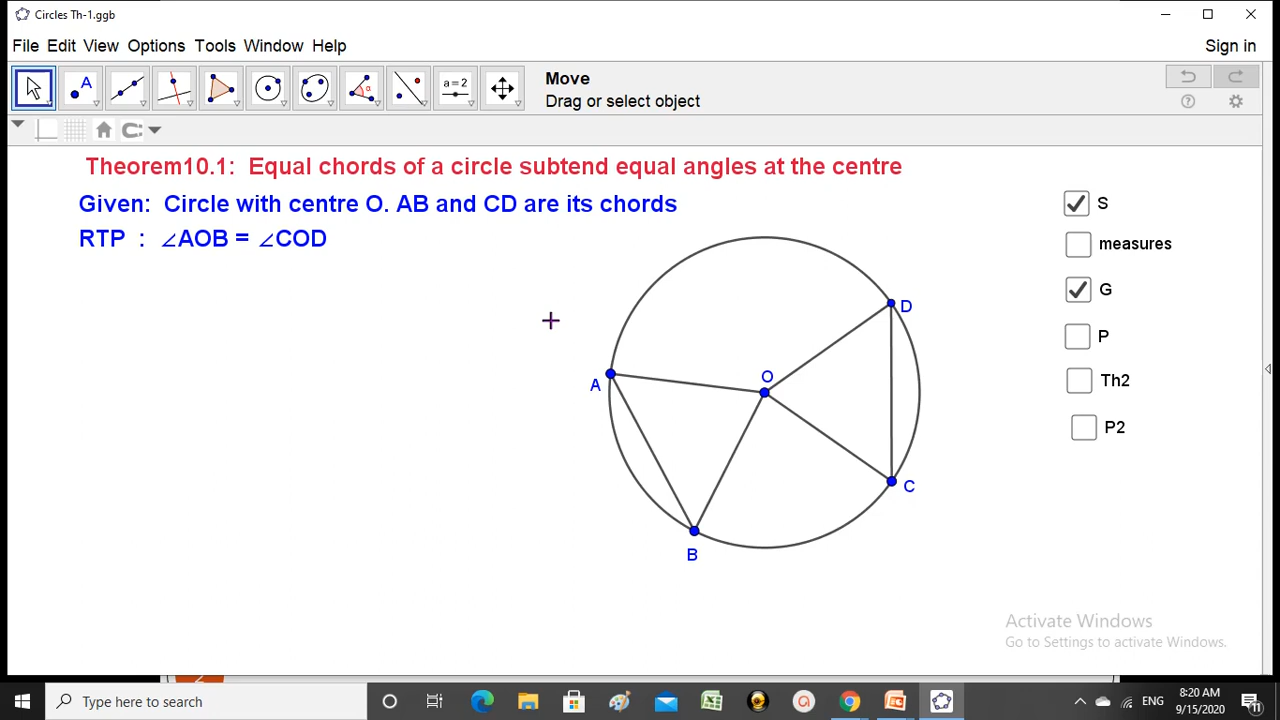 Circles Th-1.ggb
File Edit View Options Tools Window Help
Sign in
A
α
a=2
Move
Drag or select object
Theorem10.1: Equal chords of a circle subtend equal angles at the centre
Given: Circle with centre O. AB and CD are its chords
RTP : ∠AOB = ∠COD
S
measures
G
P
Th2
P2
D
O
A
C
B
Activate Windows
Go to Settings to activate Windows.
Type here to search
ENG
8:20 AM
9/15/2020
11